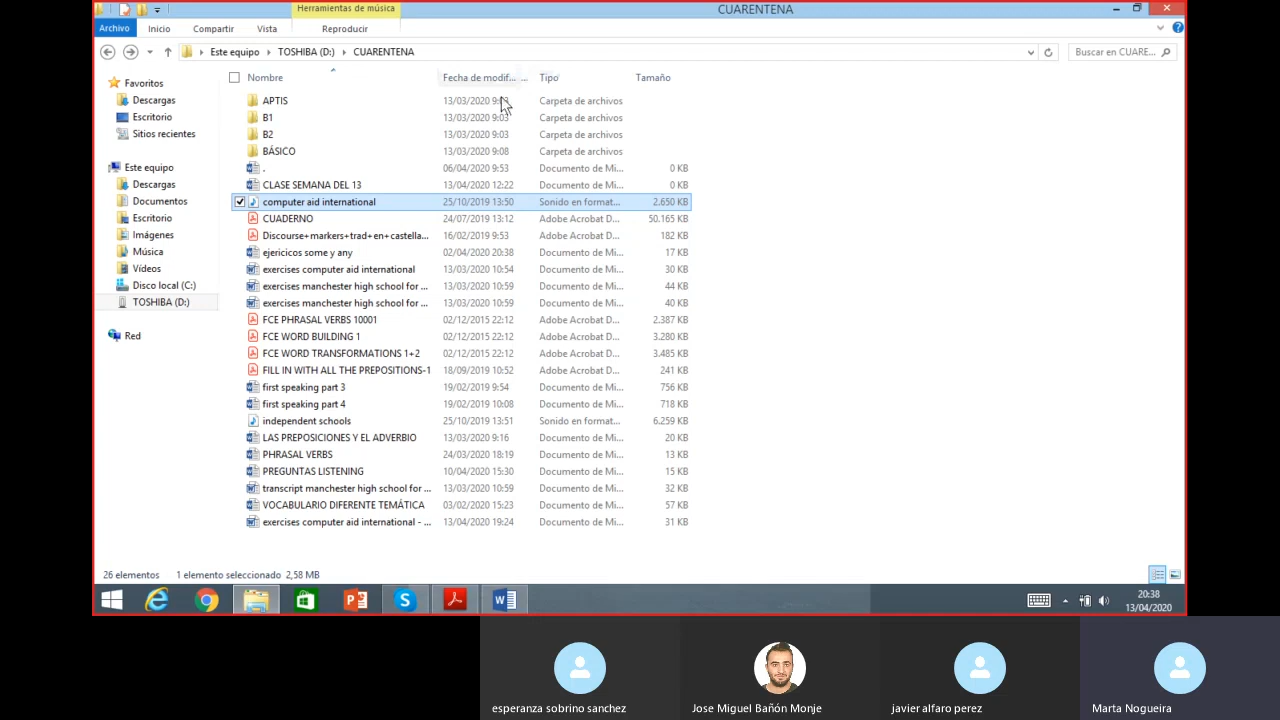 Herramientas de música
CUARENTENA
Archivo Inicio Compartir Vista Reproducir
Este equipo TOSHIBA (D:) CUARENTENA
Buscar en CUARE...
Favoritos
Descargas
Escritorio
Sitios recientes
Este equipo
Descargas
Documentos
Escritorio
Imágenes
Música
Vídeos
Disco local (C:)
TOSHIBA (D:)
Red
Nombre Fecha de modif... Tipo Tamaño
APTIS 13/03/2020 Carpeta de archivos
B1 13/03/2020 9:03 Carpeta de archivos
B2 13/03/2020 9:03 Carpeta de archivos
BÁSICO 13/03/2020 9:08 Carpeta de archivos
. 06/04/2020 9:53 Documento de Mi... 0 KB
CLASE SEMANA DEL 13 13/04/2020 12:22 Documento de Mi... 0 KB
computer aid international 25/10/2019 13:50 Sonido en format... 2.650 KB
CUADERNO 24/07/2019 13:12 Adobe Acrobat D... 50.165 KB
Discourse+markers+trad+en+castella... 16/02/2019 9:53 Adobe Acrobat D... 182 KB
ejericicos some y any 02/04/2020 20:38 Documento de Mi... 17 KB
exercises computer aid international 13/03/2020 10:54 Documento de Mi... 30 KB
exercises manchester high school for ... 13/03/2020 10:59 Documento de Mi... 44 KB
exercises manchester high school for ... 13/03/2020 10:59 Documento de Mi... 40 KB
FCE PHRASAL VERBS 10001 02/12/2015 22:12 Adobe Acrobat D... 2.387 KB
FCE WORD BUILDING 1 02/12/2015 22:12 Adobe Acrobat D... 3.280 KB
FCE WORD TRANSFORMATIONS 1+2 02/12/2015 22:12 Adobe Acrobat D... 3.485 KB
FILL IN WITH ALL THE PREPOSITIONS-1 18/09/2019 10:52 Adobe Acrobat D... 241 KB
first speaking part 3 19/02/2019 9:54 Documento de Mi... 756 KB
first speaking part 4 19/02/2019 10:08 Documento de Mi... 718 KB
independent schools 25/10/2019 13:51 Sonido en format... 6.259 KB
LAS PREPOSICIONES Y EL ADVERBIO 13/03/2020 9:16 Documento de Mi... 20 KB
PHRASAL VERBS 24/03/2020 18:19 Documento de Mi... 13 KB
PREGUNTAS LISTENING 10/04/2020 15:30 Documento de Mi... 15 KB
transcript manchester high school for ... 13/03/2020 10:59 Documento de Mi... 32 KB
VOCABULARIO DIFERENTE TEMÁTICA 03/02/2020 15:23 Documento de Mi... 57 KB
exercises computer aid international - ... 13/04/2020 19:24 Documento de Mi... 31 KB
26 elementos 1 elemento seleccionado 2,58 MB
20:38
13/04/2020
esperanza sobrino sanchez Jose Miguel Bañón Monje javier alfaro perez Marta Nogueira